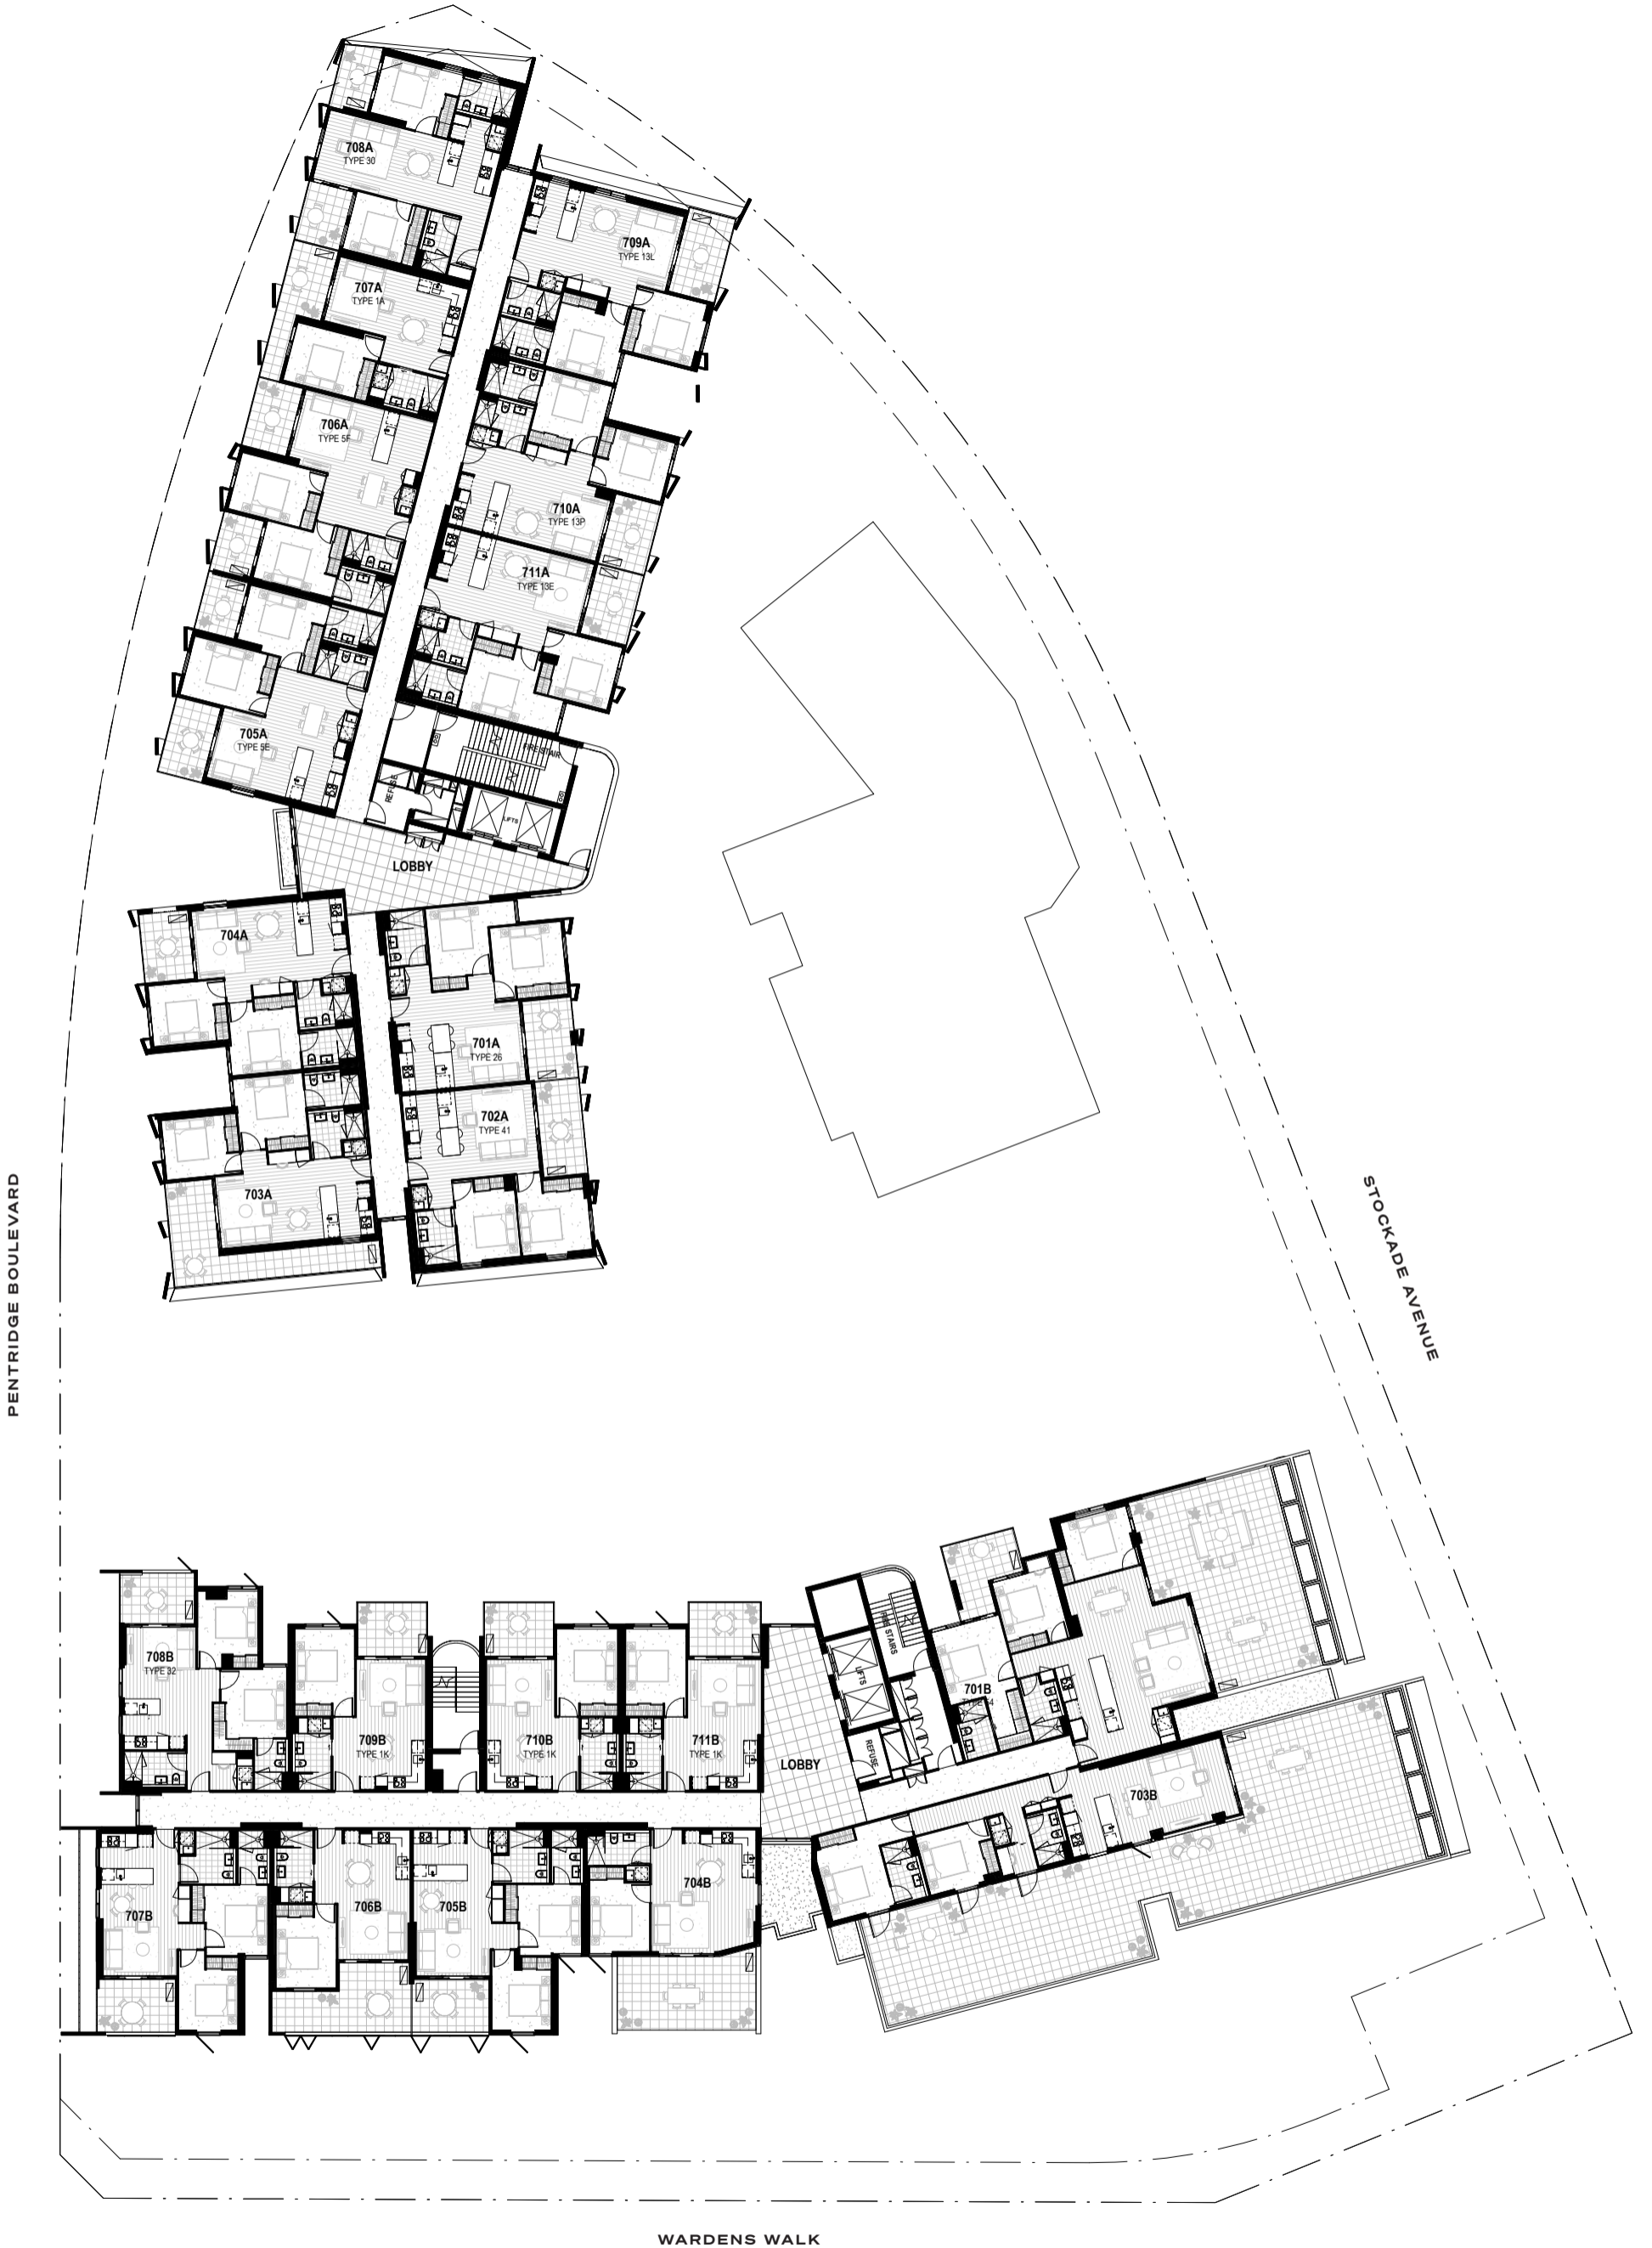 708A
TYPE 30
709A
TYPE 13L
707A
TYPE 1A
706A
TYPE 5F
710A
TYPE 13P
711A
TYPE 13E
705A
TYPE 5E
FIRE STAIR
REFUSE
LIFTS
LOBBY
704A
701A
TYPE 26
702A
TYPE 41
703A
PENTRIDGE BOULEVARD
STOCKADE AVENUE
708B
TYPE 32
709B
TYPE 1K
710B
TYPE 1K
711B
TYPE 1K
LOBBY
FIRE STAIRS
LIFTS
REFUSE
701B
703B
707B
706B
705B
704B
WARDENS WALK